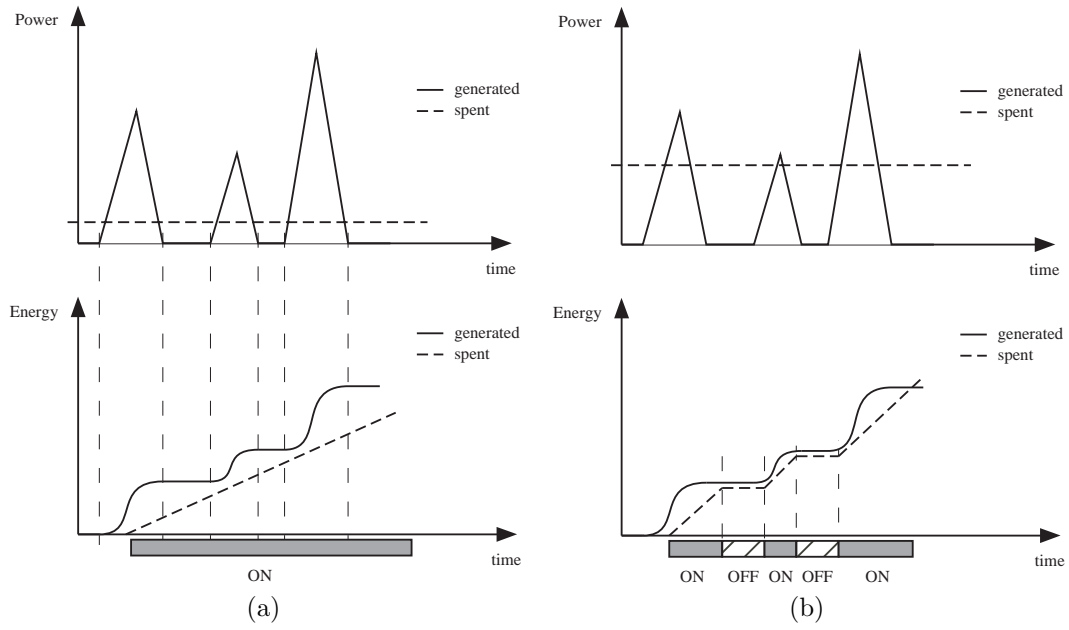 Power
generated
spent
time
Energy
generated
spent
time
ON
(a)
Power
generated
spent
time
Energy
generated
spent
time
ON OFF ON OFF ON
(b)